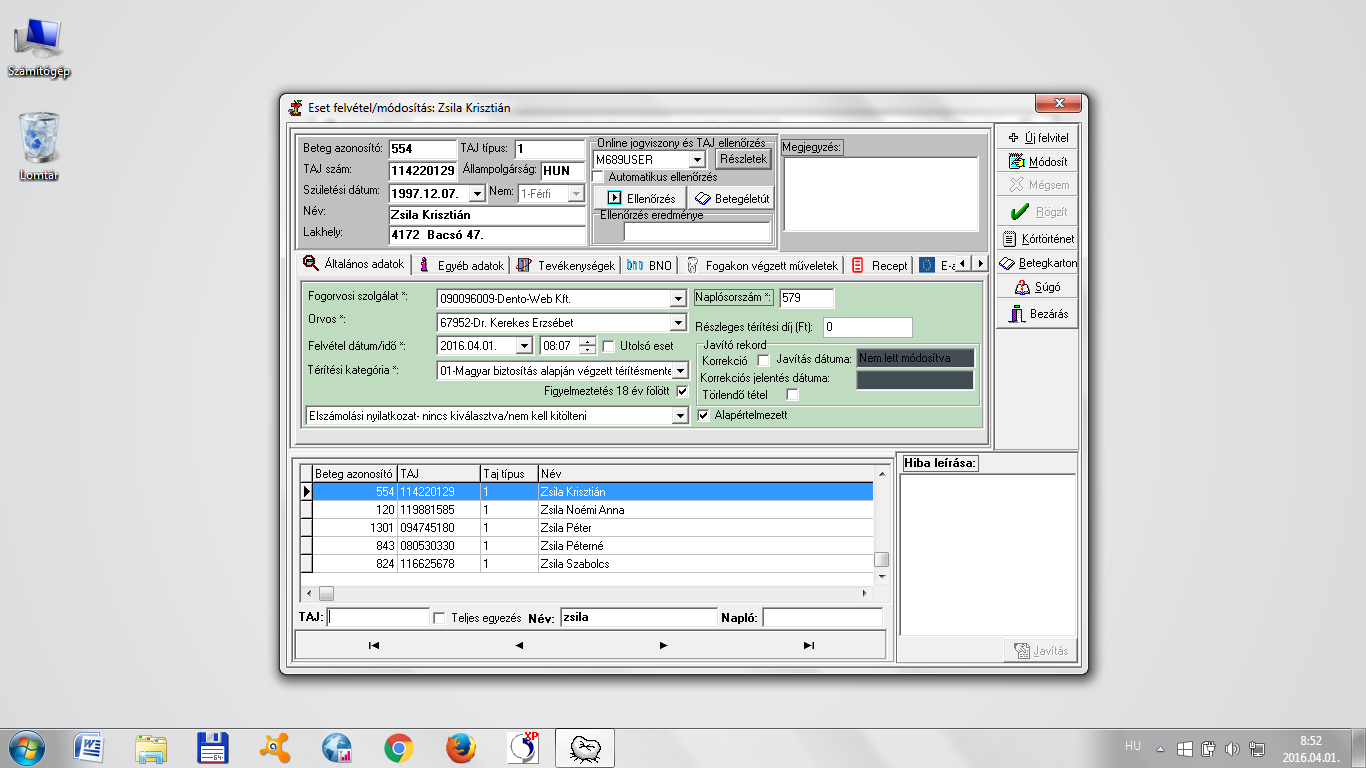 Számítógép
Lomtár
Eset felvétel/módosítás: Zsila Krisztián
Beteg azonosító: 554 TAJ típus: 1
TAJ szám: 114220129 Állampolgárság: HUN
Születési dátum: 1997.12.07. Nem: 1-Férfi
Név: Zsila Krisztián
Lakhely: 4172 Bacsó 47.
Online jogviszony és TAJ ellenőrzés
M689USER Részletek
Automatikus ellenőrzés
Ellenőrzés Betegéletút
Ellenőrzés eredménye
Megjegyzés:
Új felvitel
Módosít
Mégsem
Rögzít
Kórtörténet
Betegkarton
Súgó
Bezárás
Általános adatok Egyéb adatok Tevékenységek BNO Fogakon végzett műveletek Recept E-a
Fogorvosi szolgálat *: 090096009-Dento-Web Kft. Naplósorszám *: 579
Orvos *: 67952-Dr. Kerekes Erzsébet Részleges térítési díj (Ft): 0
Felvétel dátum/idő *: 2016.04.01. 08:07 Utolsó eset
Térítési kategória *: 01-Magyar biztosítás alapján végzett térítésmente
Figyelmeztetés 18 év fölött
Elszámolási nyilatkozat- nincs kiválasztva/nem kell kitölteni
Javító rekord
Korrekció Javítás dátuma: Nem lett módosítva
Korrekciós jelentés dátuma:
Törlendő tétel
Alapértelmezett
Beteg azonosító TAJ Taj típus Név
554 114220129 1 Zsila Krisztián
120 119881585 1 Zsila Noémi Anna
1301 094745180 1 Zsila Péter
843 080530330 1 Zsila Péterné
824 116625678 1 Zsila Szabolcs
TAJ: Teljes egyezés Név: zsila Napló:
Hiba leírása:
Javítás
64
XP
HU
8:52
2016.04.01.